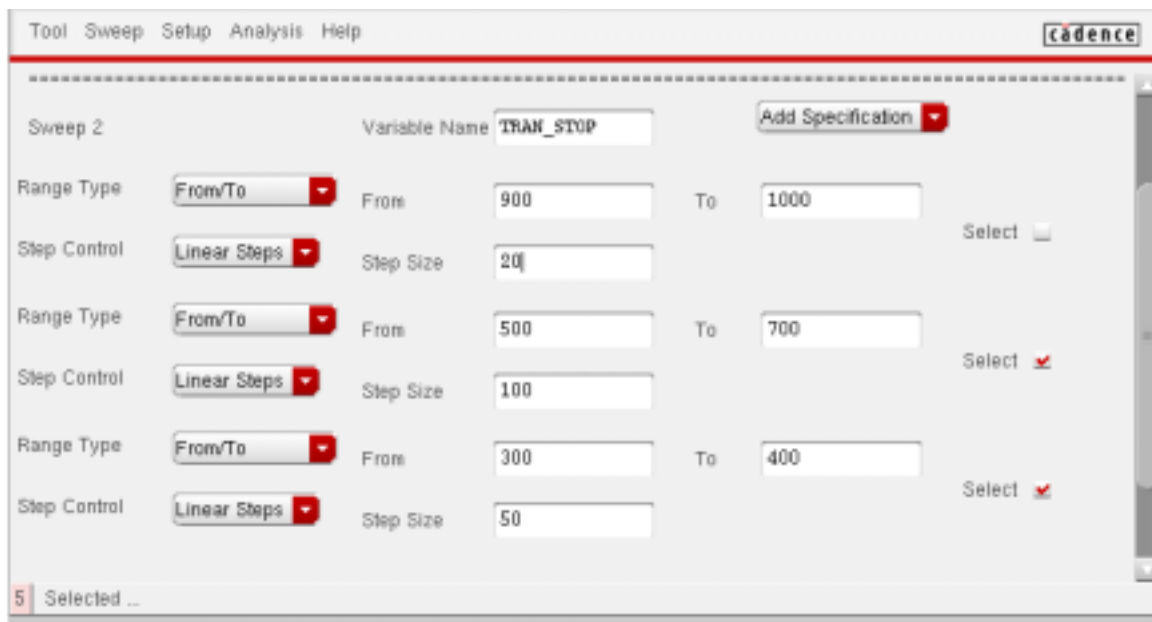 Tool Sweep Setup Analysis Help cādence
Sweep 2 Variable Name TRAN_STOP Add Specification
Range Type From/To From 900 To 1000
Select
Step Control Linear Steps Step Size 20
Range Type From/To From 500 To 700
Select
Step Control Linear Steps Step Size 100
Range Type From/To From 300 To 400
Select
Step Control Linear Steps Step Size 50
5 Selected ...